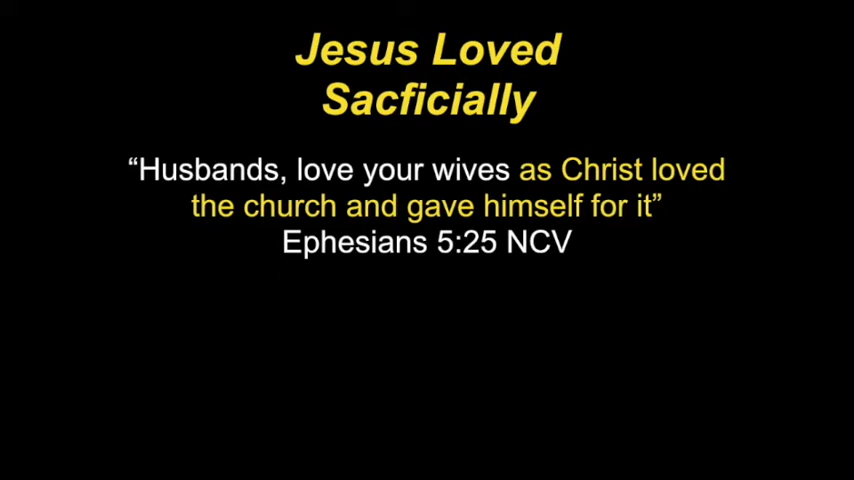 Jesus Loved
Sacficially
“Husbands, love your wives as Christ loved
the church and gave himself for it”
Ephesians 5:25 NCV